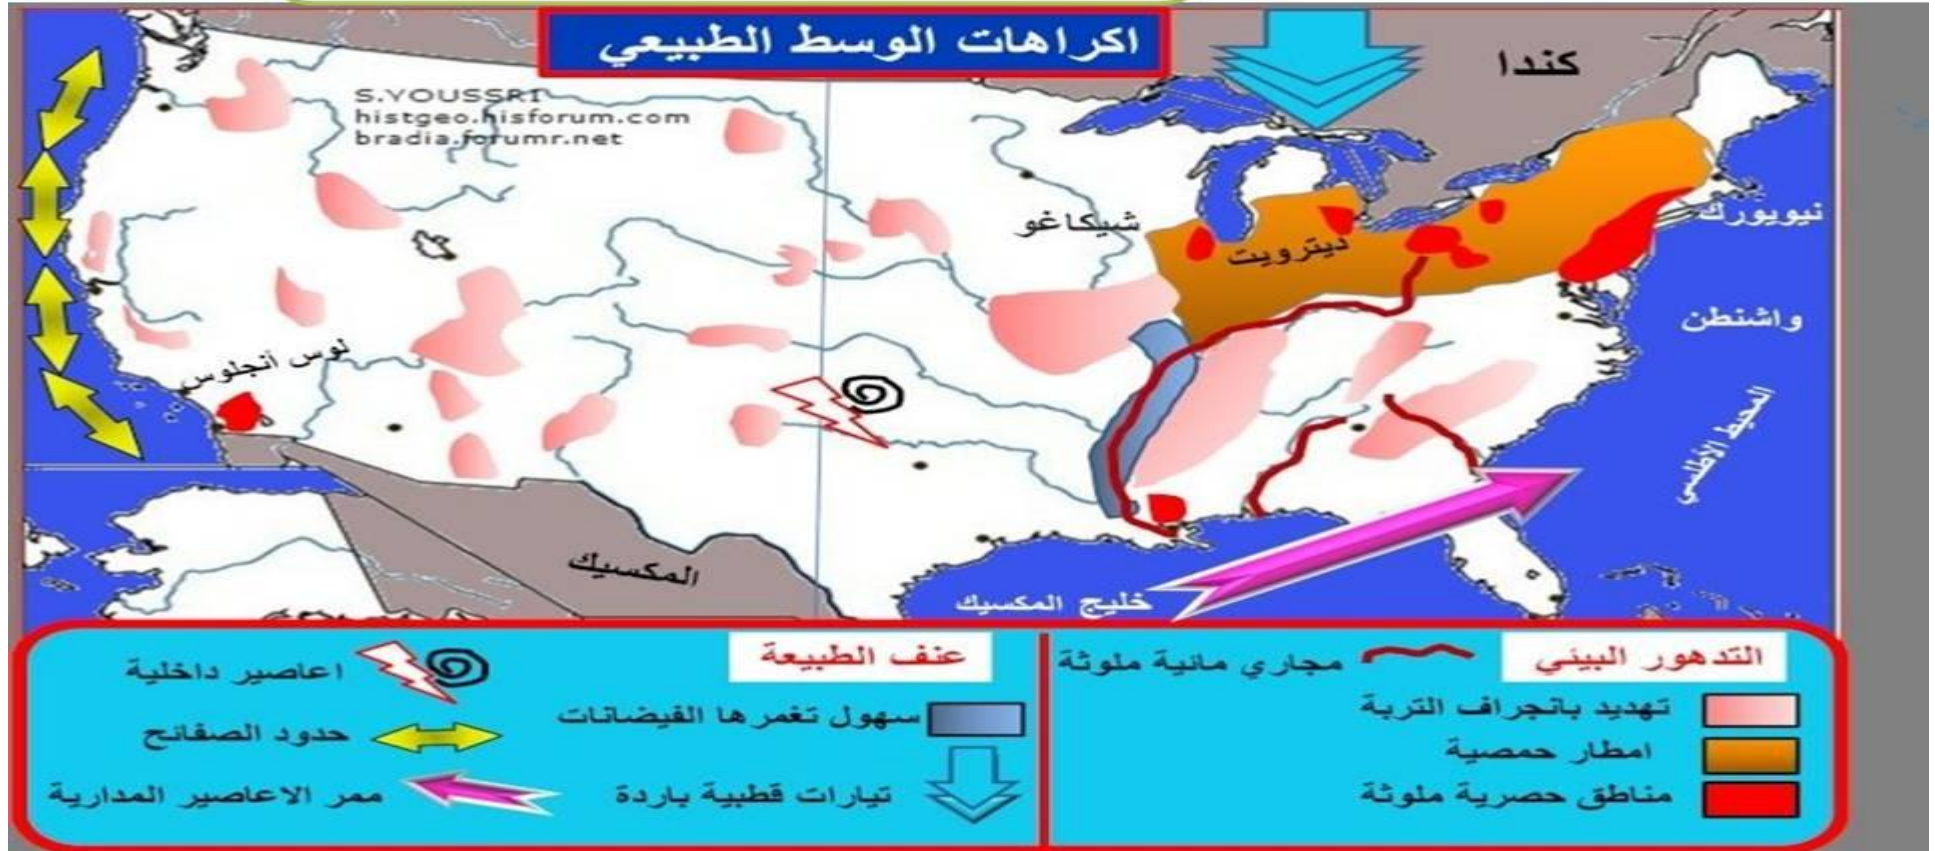 اكراهات الوسط الطبيعي
كندا
S.YOUSSRI
histgeo.hisforum.com
bradia.forumr.net
شيكاغو
نيويورك
ديترويت
واشنطن
لوس أنجلوس
المحيط الأطلسي
المكسيك
خليج المكسيك
التدهور البيئي
مجاري مائية ملوثة
تهديد بانجراف التربة
امطار حمصية
مناطق حصرية ملوثة
عنف الطبيعة
سهول تغمرها الفيضانات
تيارات قطبية باردة
اعاصير داخلية
حدود الصفائح
ممر الاعاصير المدارية